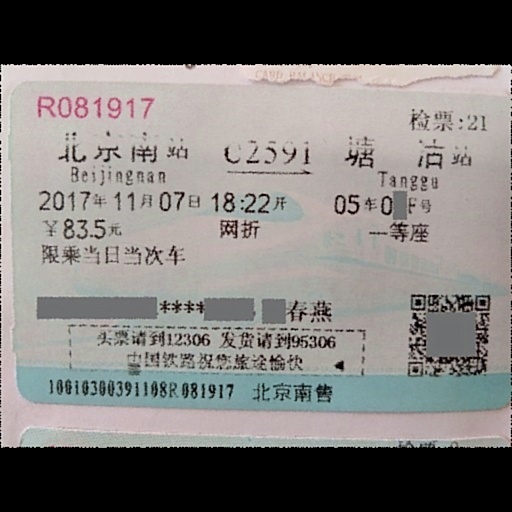 R081917
检票:21
北京南站 C2591 塘沽站
Beijingnan Tanggu
2017年11月07日 18:22开 05车0 F号
￥83.5元 网折 一等座
限乘当日当次车
**** 春燕
买票请到12306 发货请到95306
中国铁路祝您旅途愉快
10010300391108R081917 北京南售